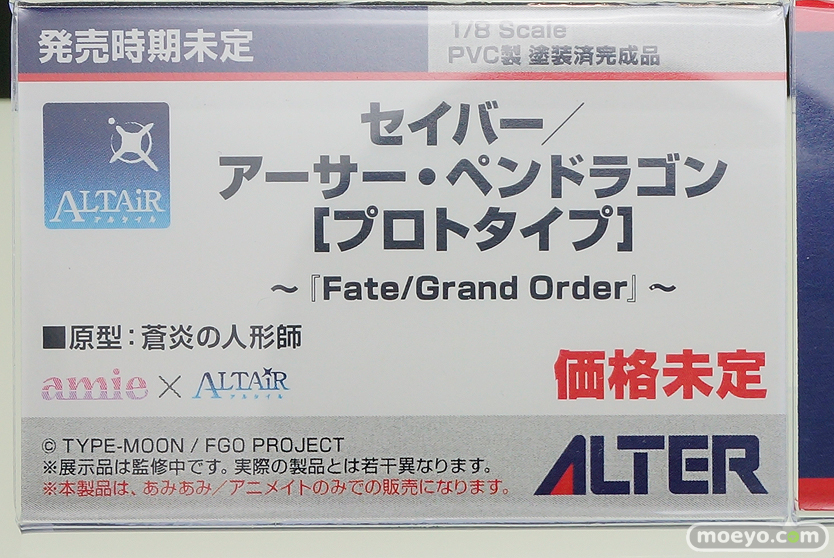 発売時期未定
1/8 Scale
PVC製 塗装済完成品
ALTAiR
アルタイル
セイバー／
アーサー・ペンドラゴン
[プロトタイプ]
～『Fate/Grand Order』～
■原型：蒼炎の人形師
amie × ALTAiR
アルタイル
価格未定
© TYPE-MOON / FGO PROJECT
※展示品は監修中です。実際の製品とは若干異なります。
※本製品は、あみあみ／アニメイトのみでの販売になります。
ALTER
moeyo.com